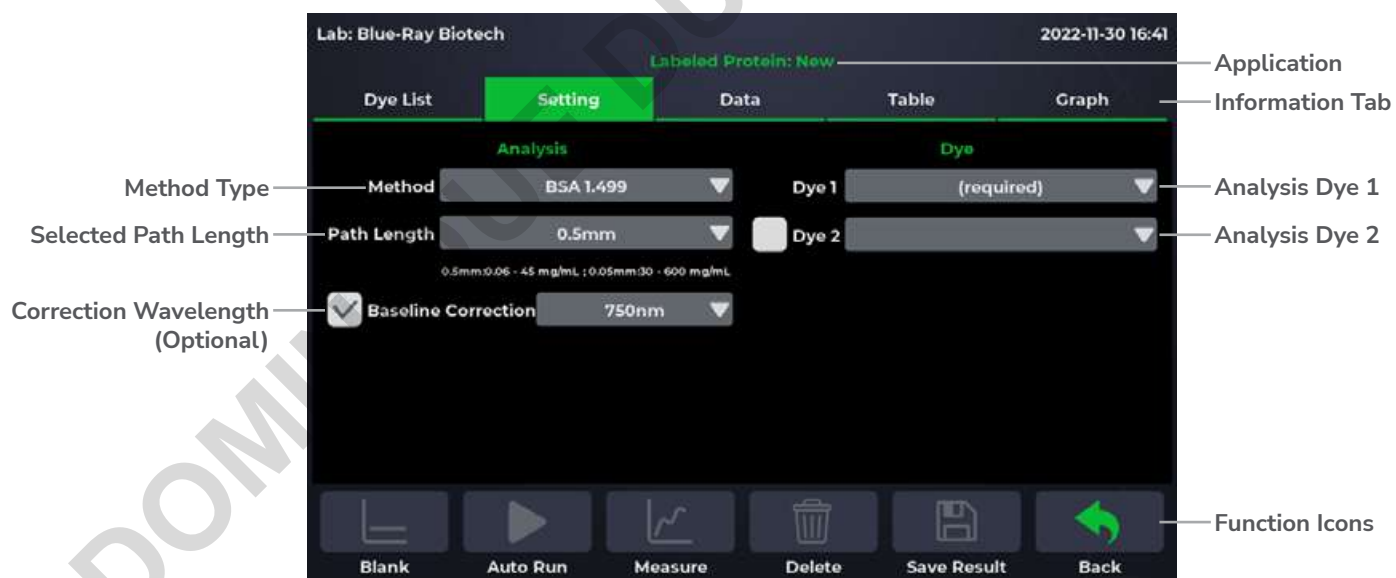 Lab: Blue-Ray Biotech 2022-11-30 16:41
Labeled Protein: New
Application
Dye List Setting Data Table Graph
Information Tab
Analysis Dye
Method Type
Method BSA 1.499 Dye 1 (required)
Analysis Dye 1
Selected Path Length
Path Length 0.5mm Dye 2
Analysis Dye 2
0.5mm:0.06 - 45 mg/mL ; 0.05mm:30 - 600 mg/mL
Correction Wavelength
(Optional)
Baseline Correction 750nm
Function Icons
Blank Auto Run Measure Delete Save Result Back